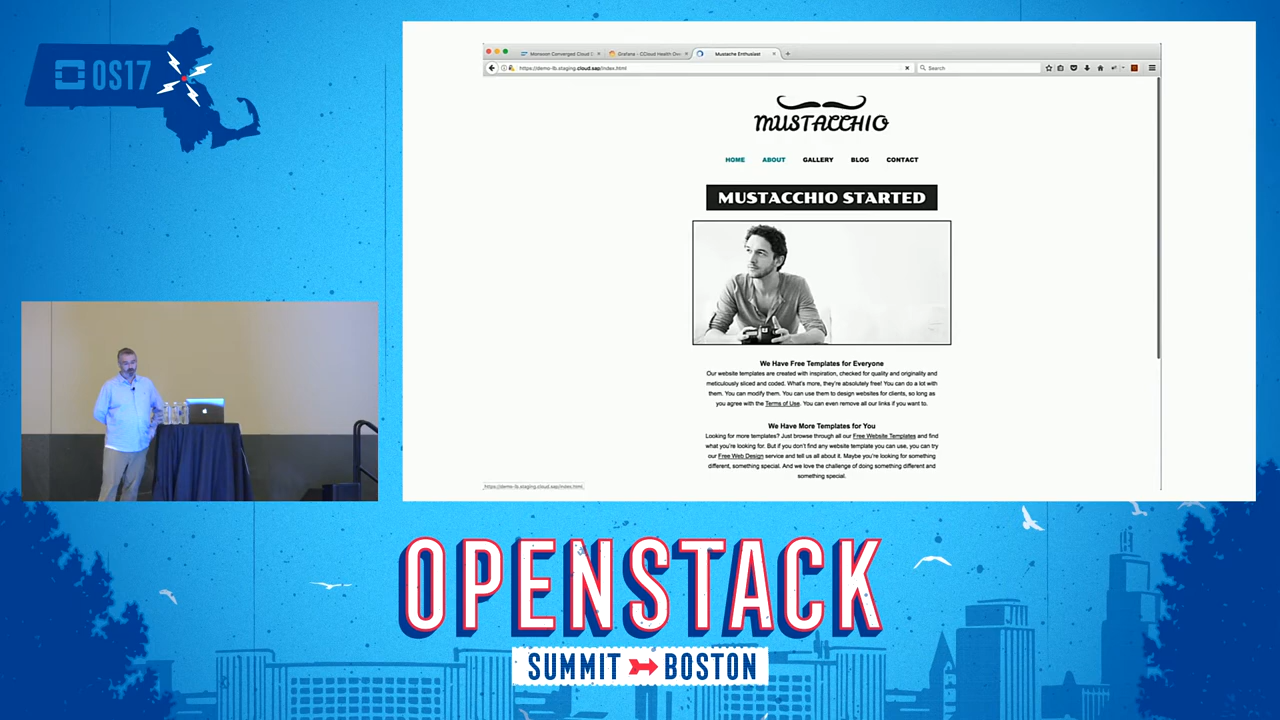 OS17
Monsoon Converged Cloud
Grafana - CCloud Health Ove
Mustache Enthusiast
https://demo-lb.staging.cloud.sap/index.html
Search
MUSTACCHIO
HOME ABOUT GALLERY BLOG CONTACT
MUSTACCHIO STARTED
We Have Free Templates for Everyone
Our website templates are created with inspiration, checked for quality and originality and
meticulously sliced and coded. What's more, they're absolutely free! You can do a lot with
them. You can modify them. You can use them to design websites for clients, so long as
you agree with the Terms of Use. You can even remove all our links if you want to.
We Have More Templates for You
Looking for more templates? Just browse through all our Free Website Templates and find
what you're looking for. But if you don't find any website template you can use, you can try
our Free Web Design service and tell us all about it. Maybe you're looking for something
different, something special. And we love the challenge of doing something different and
something special.
https://demo-lb.staging.cloud.sap/index.html
OPENSTACK
SUMMIT BOSTON